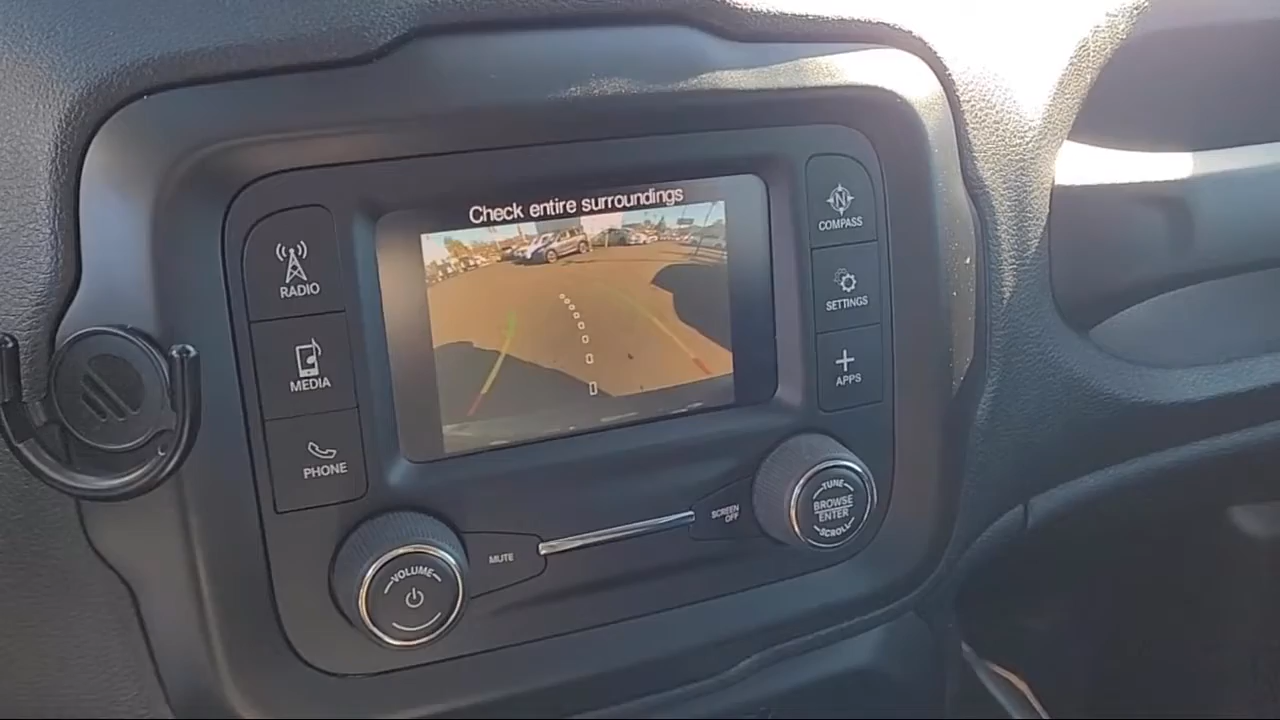 Check entire surroundings
RADIO
MEDIA
PHONE
N
COMPASS
SETTINGS
APPS
VOLUME
MUTE
SCREEN
OFF
TUNE
BROWSE
ENTER
SCROLL